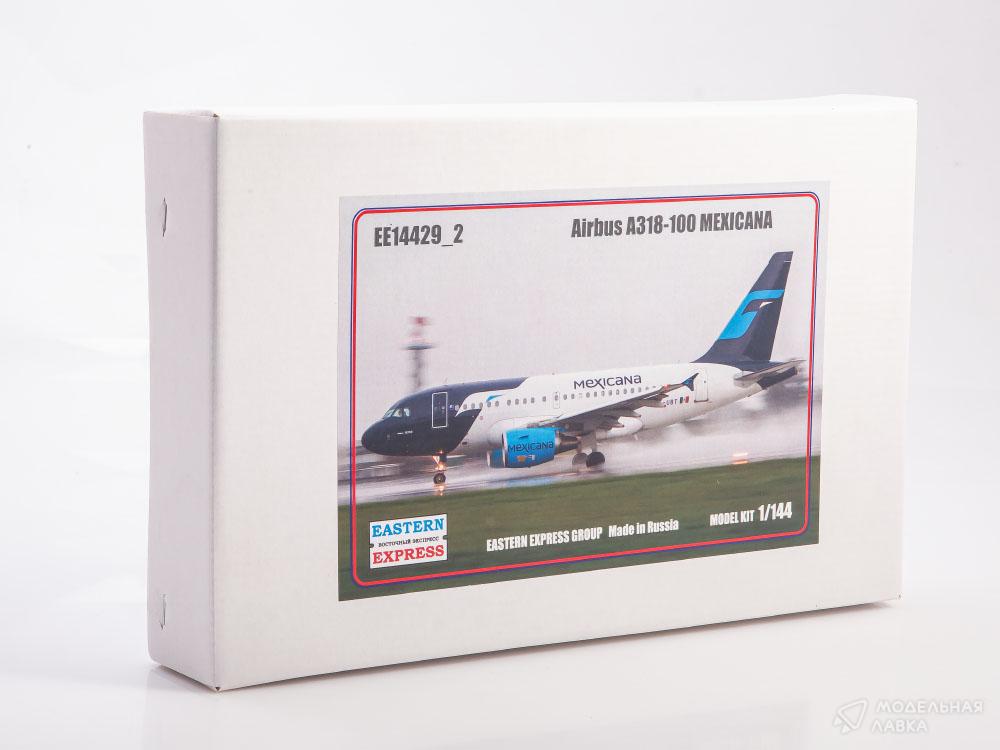 EE14429_2
Airbus A318-100 MEXICANA
MEXICANA
UBT
MEXICANA
EASTERN
ВОСТОЧНЫЙ ЭКСПРЕСС
EXPRESS
EASTERN EXPRESS GROUP Made in Russia
MODEL KIT 1/144
МОДЕЛЬНАЯ
ЛАВКА